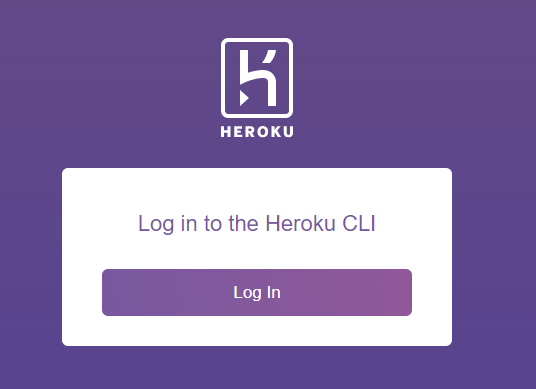 HEROKU
Log in to the Heroku CLI
Log In